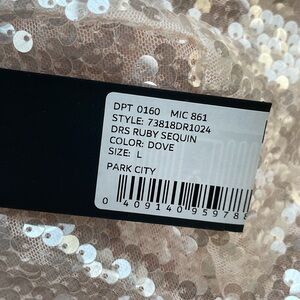 DPT 0160 MIC 861
STYLE: 73818DR1024
DRS RUBY SEQUIN
COLOR: DOVE
SIZE: L
PARK CITY
0 409140 95978